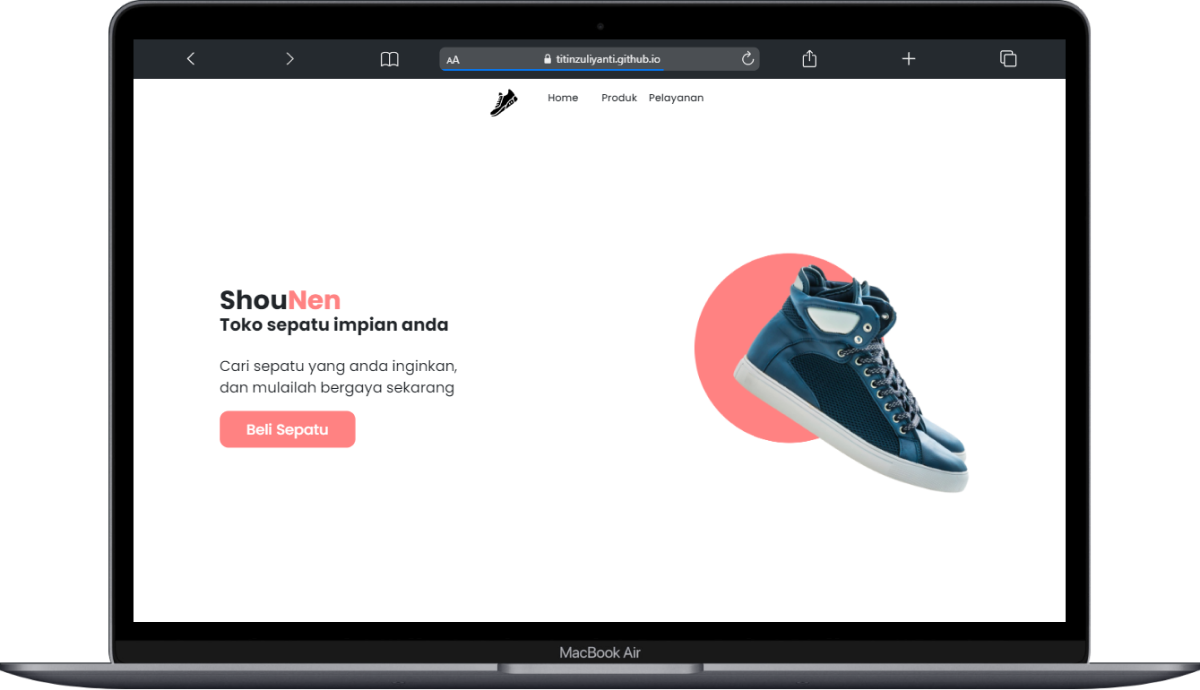 AA titinzuliyanti.github.io
Home Produk Pelayanan
ShouNen
Toko sepatu impian anda
Cari sepatu yang anda inginkan,
dan mulailah bergaya sekarang
Beli Sepatu
MacBook Air